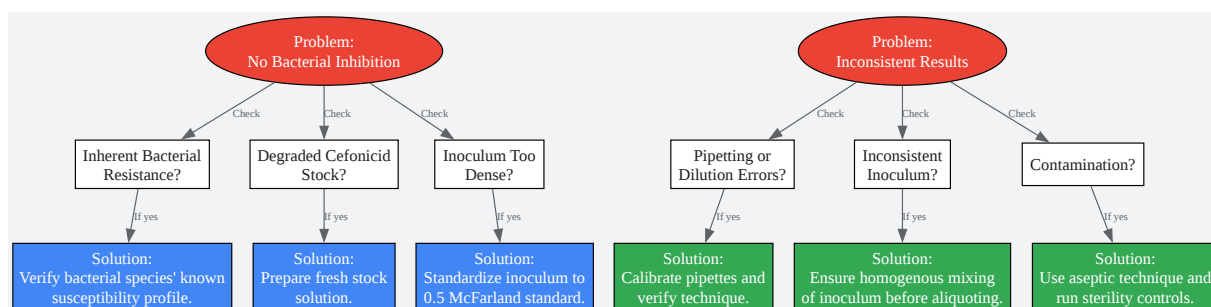 Problem:
No Bacterial Inhibition
Problem:
Inconsistent Results
Check
Check
Check
Check
Check
Check
Inherent Bacterial
Resistance?
Degraded Cefonicid
Stock?
Inoculum Too
Dense?
Pipetting or
Dilution Errors?
Inconsistent
Inoculum?
Contamination?
If yes
If yes
If yes
If yes
If yes
If yes
Solution:
Verify bacterial species' known
susceptibility profile.
Solution:
Prepare fresh stock
solution.
Solution:
Standardize inoculum to
0.5 McFarland standard.
Solution:
Calibrate pipettes and
verify technique.
Solution:
Ensure homogenous mixing
of inoculum before aliquoting.
Solution:
Use aseptic technique and
run sterility controls.